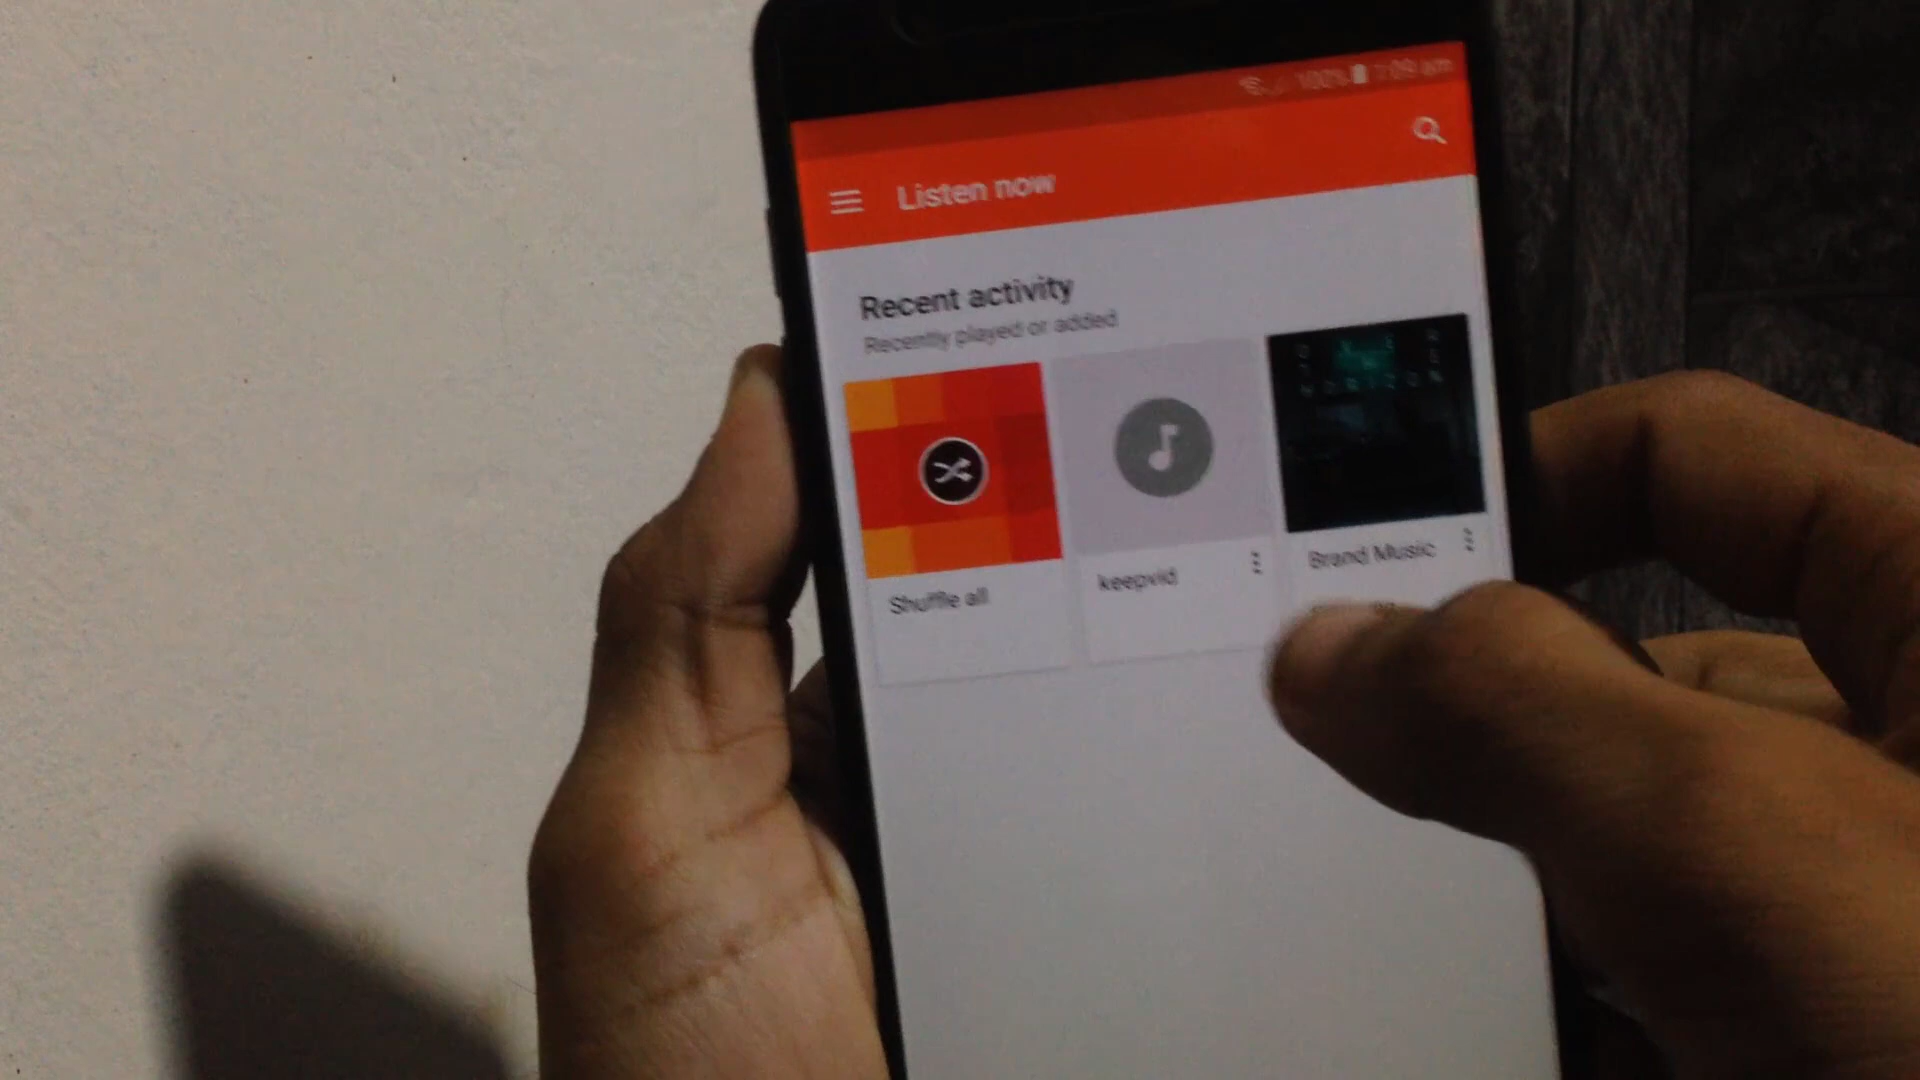 100% 7:09 am
Listen now
Recent activity
Recently played or added
Shuffle all
keepvid
Brand Music